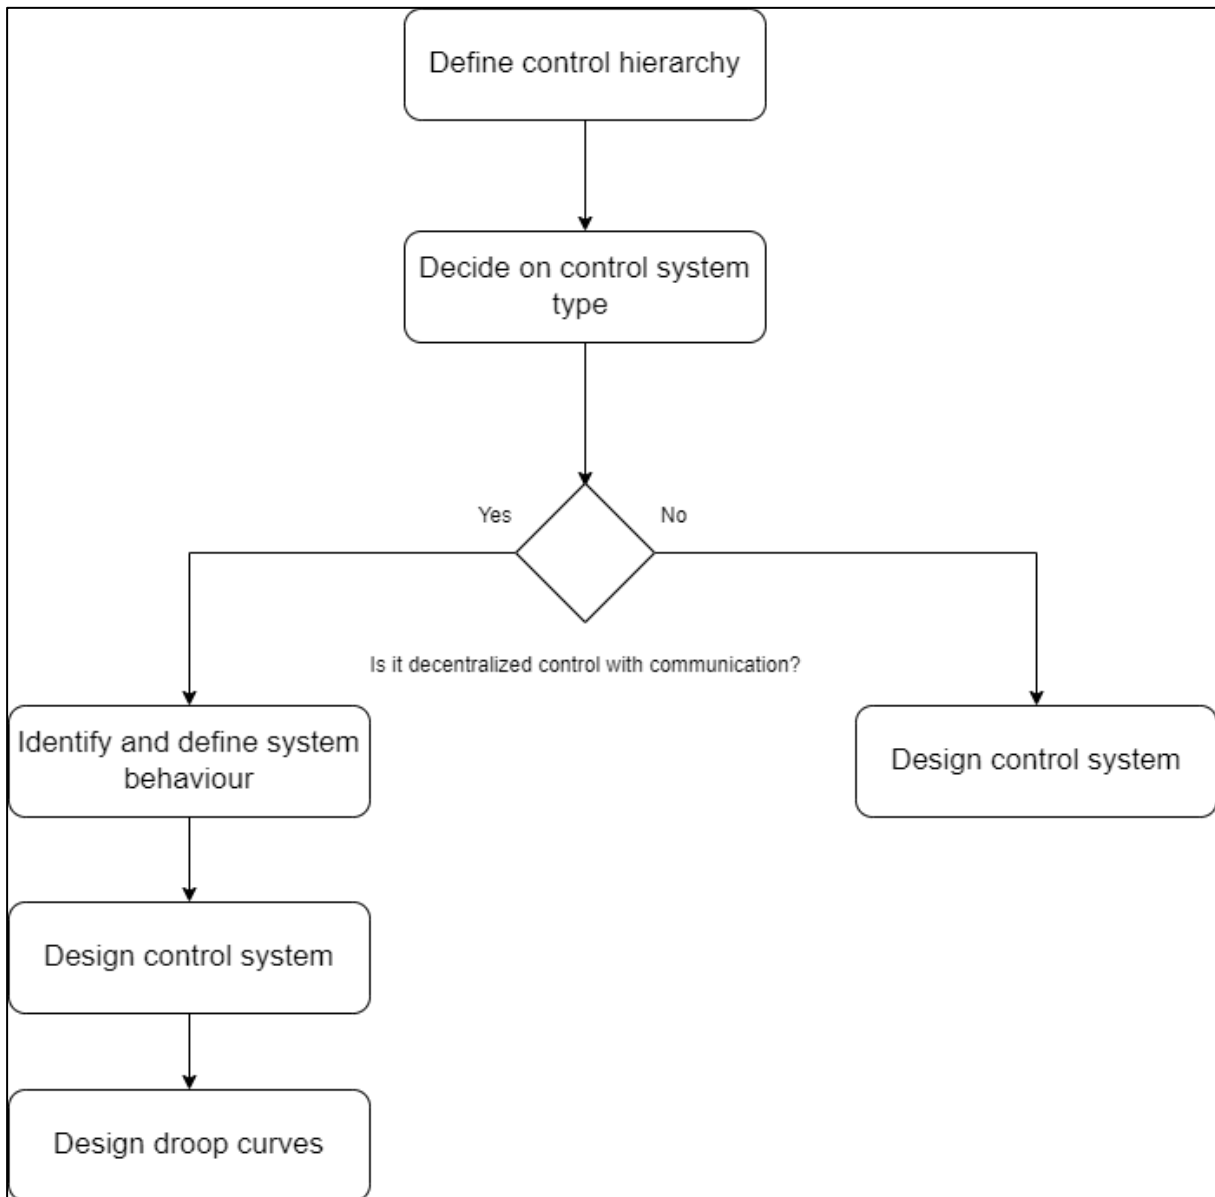 Define control hierarchy
Decide on control system
type
Yes
No
Is it decentralized control with communication?
Identify and define system
behaviour
Design control system
Design control system
Design droop curves